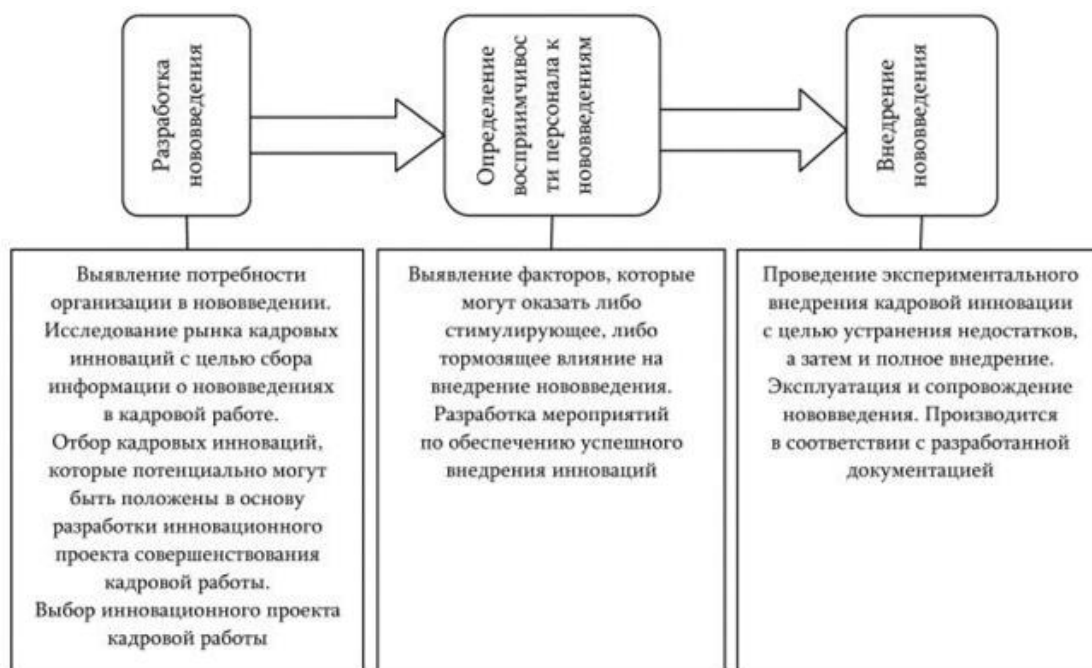 Разработка
нововведения
Определение
восприимчивос
ти персонала к
нововведениям
Внедрение
нововведения
Выявление потребности
организации в нововведении.
Исследование рынка кадровых
инноваций с целью сбора
информации о нововведениях
в кадровой работе.
Отбор кадровых инноваций,
которые потенциально могут
быть положены в основу
разработки инновационного
проекта совершенствования
кадровой работы.
Выбор инновационного проекта
кадровой работы
Выявление факторов, которые
могут оказать либо
стимулирующее, либо
тормозящее влияние на
внедрение нововведения.
Разработка мероприятий
по обеспечению успешного
внедрения инноваций
Проведение экспериментального
внедрения кадровой инновации
с целью устранения недостатков,
а затем и полное внедрение.
Эксплуатация и сопровождение
нововведения. Производится
в соответствии с разработанной
документацией